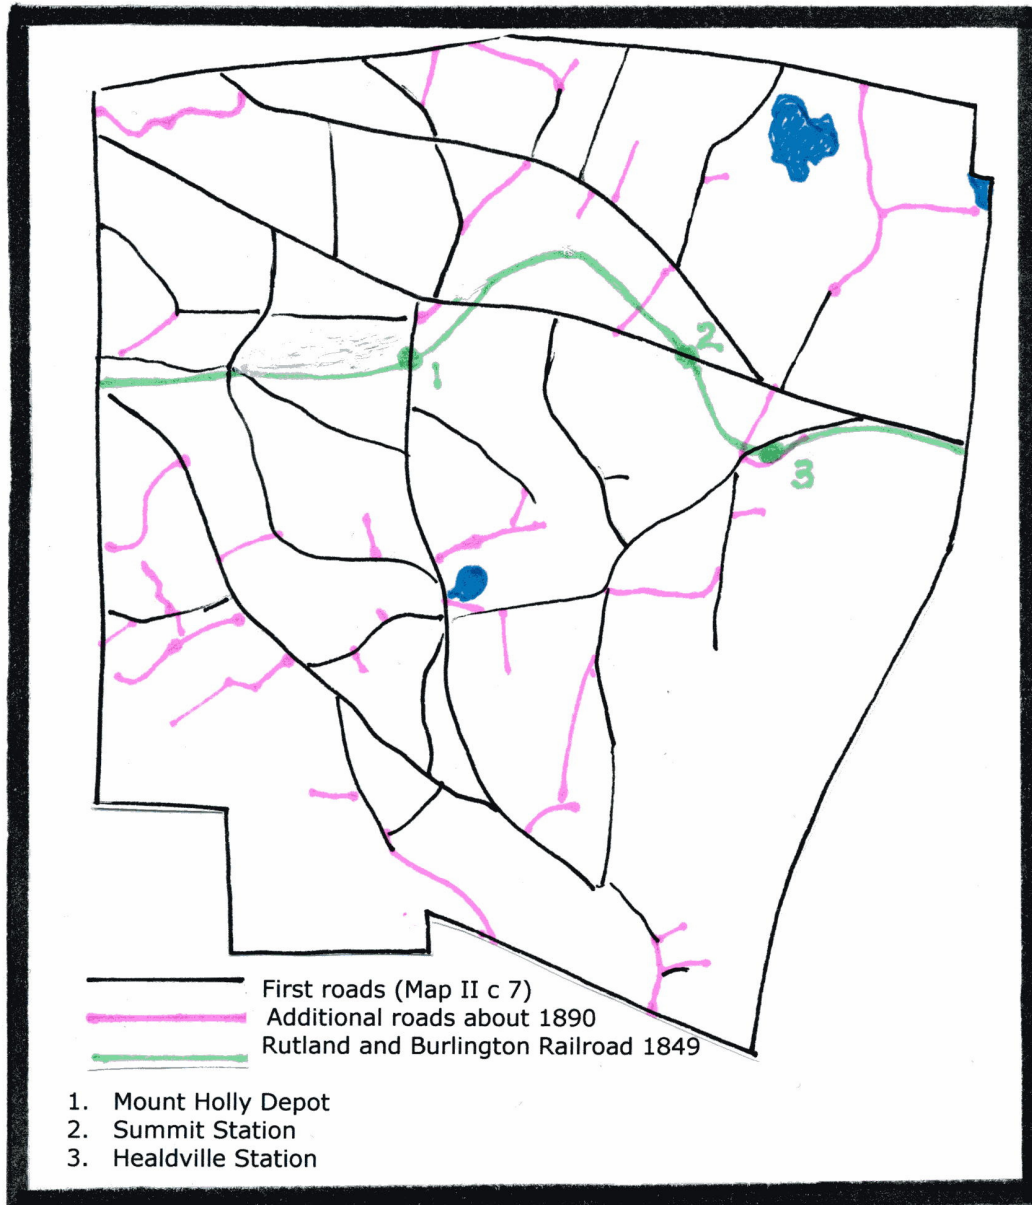 2
1
3
First roads (Map II c 7)
Additional roads about 1890
Rutland and Burlington Railroad 1849
1. Mount Holly Depot
2. Summit Station
3. Healdville Station